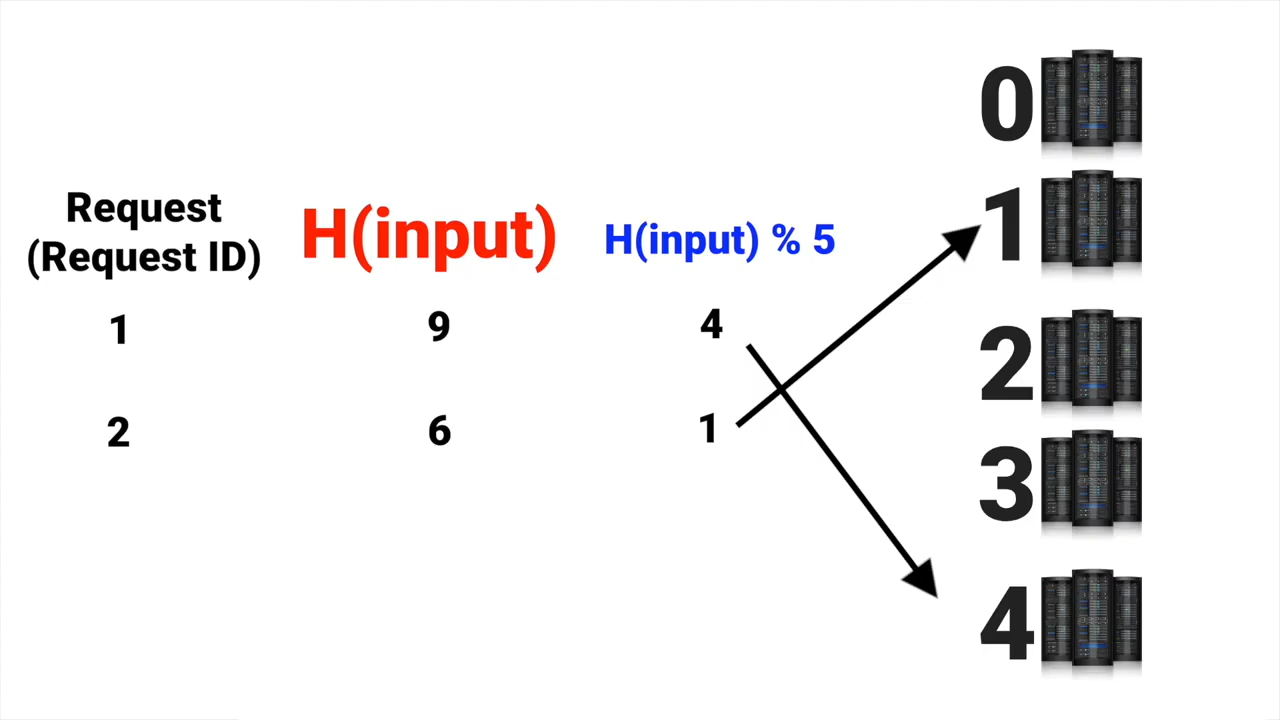 Request
(Request ID)
H(input)
H(input) % 5
1 9 4
2 6 1
0
1
2
3
4